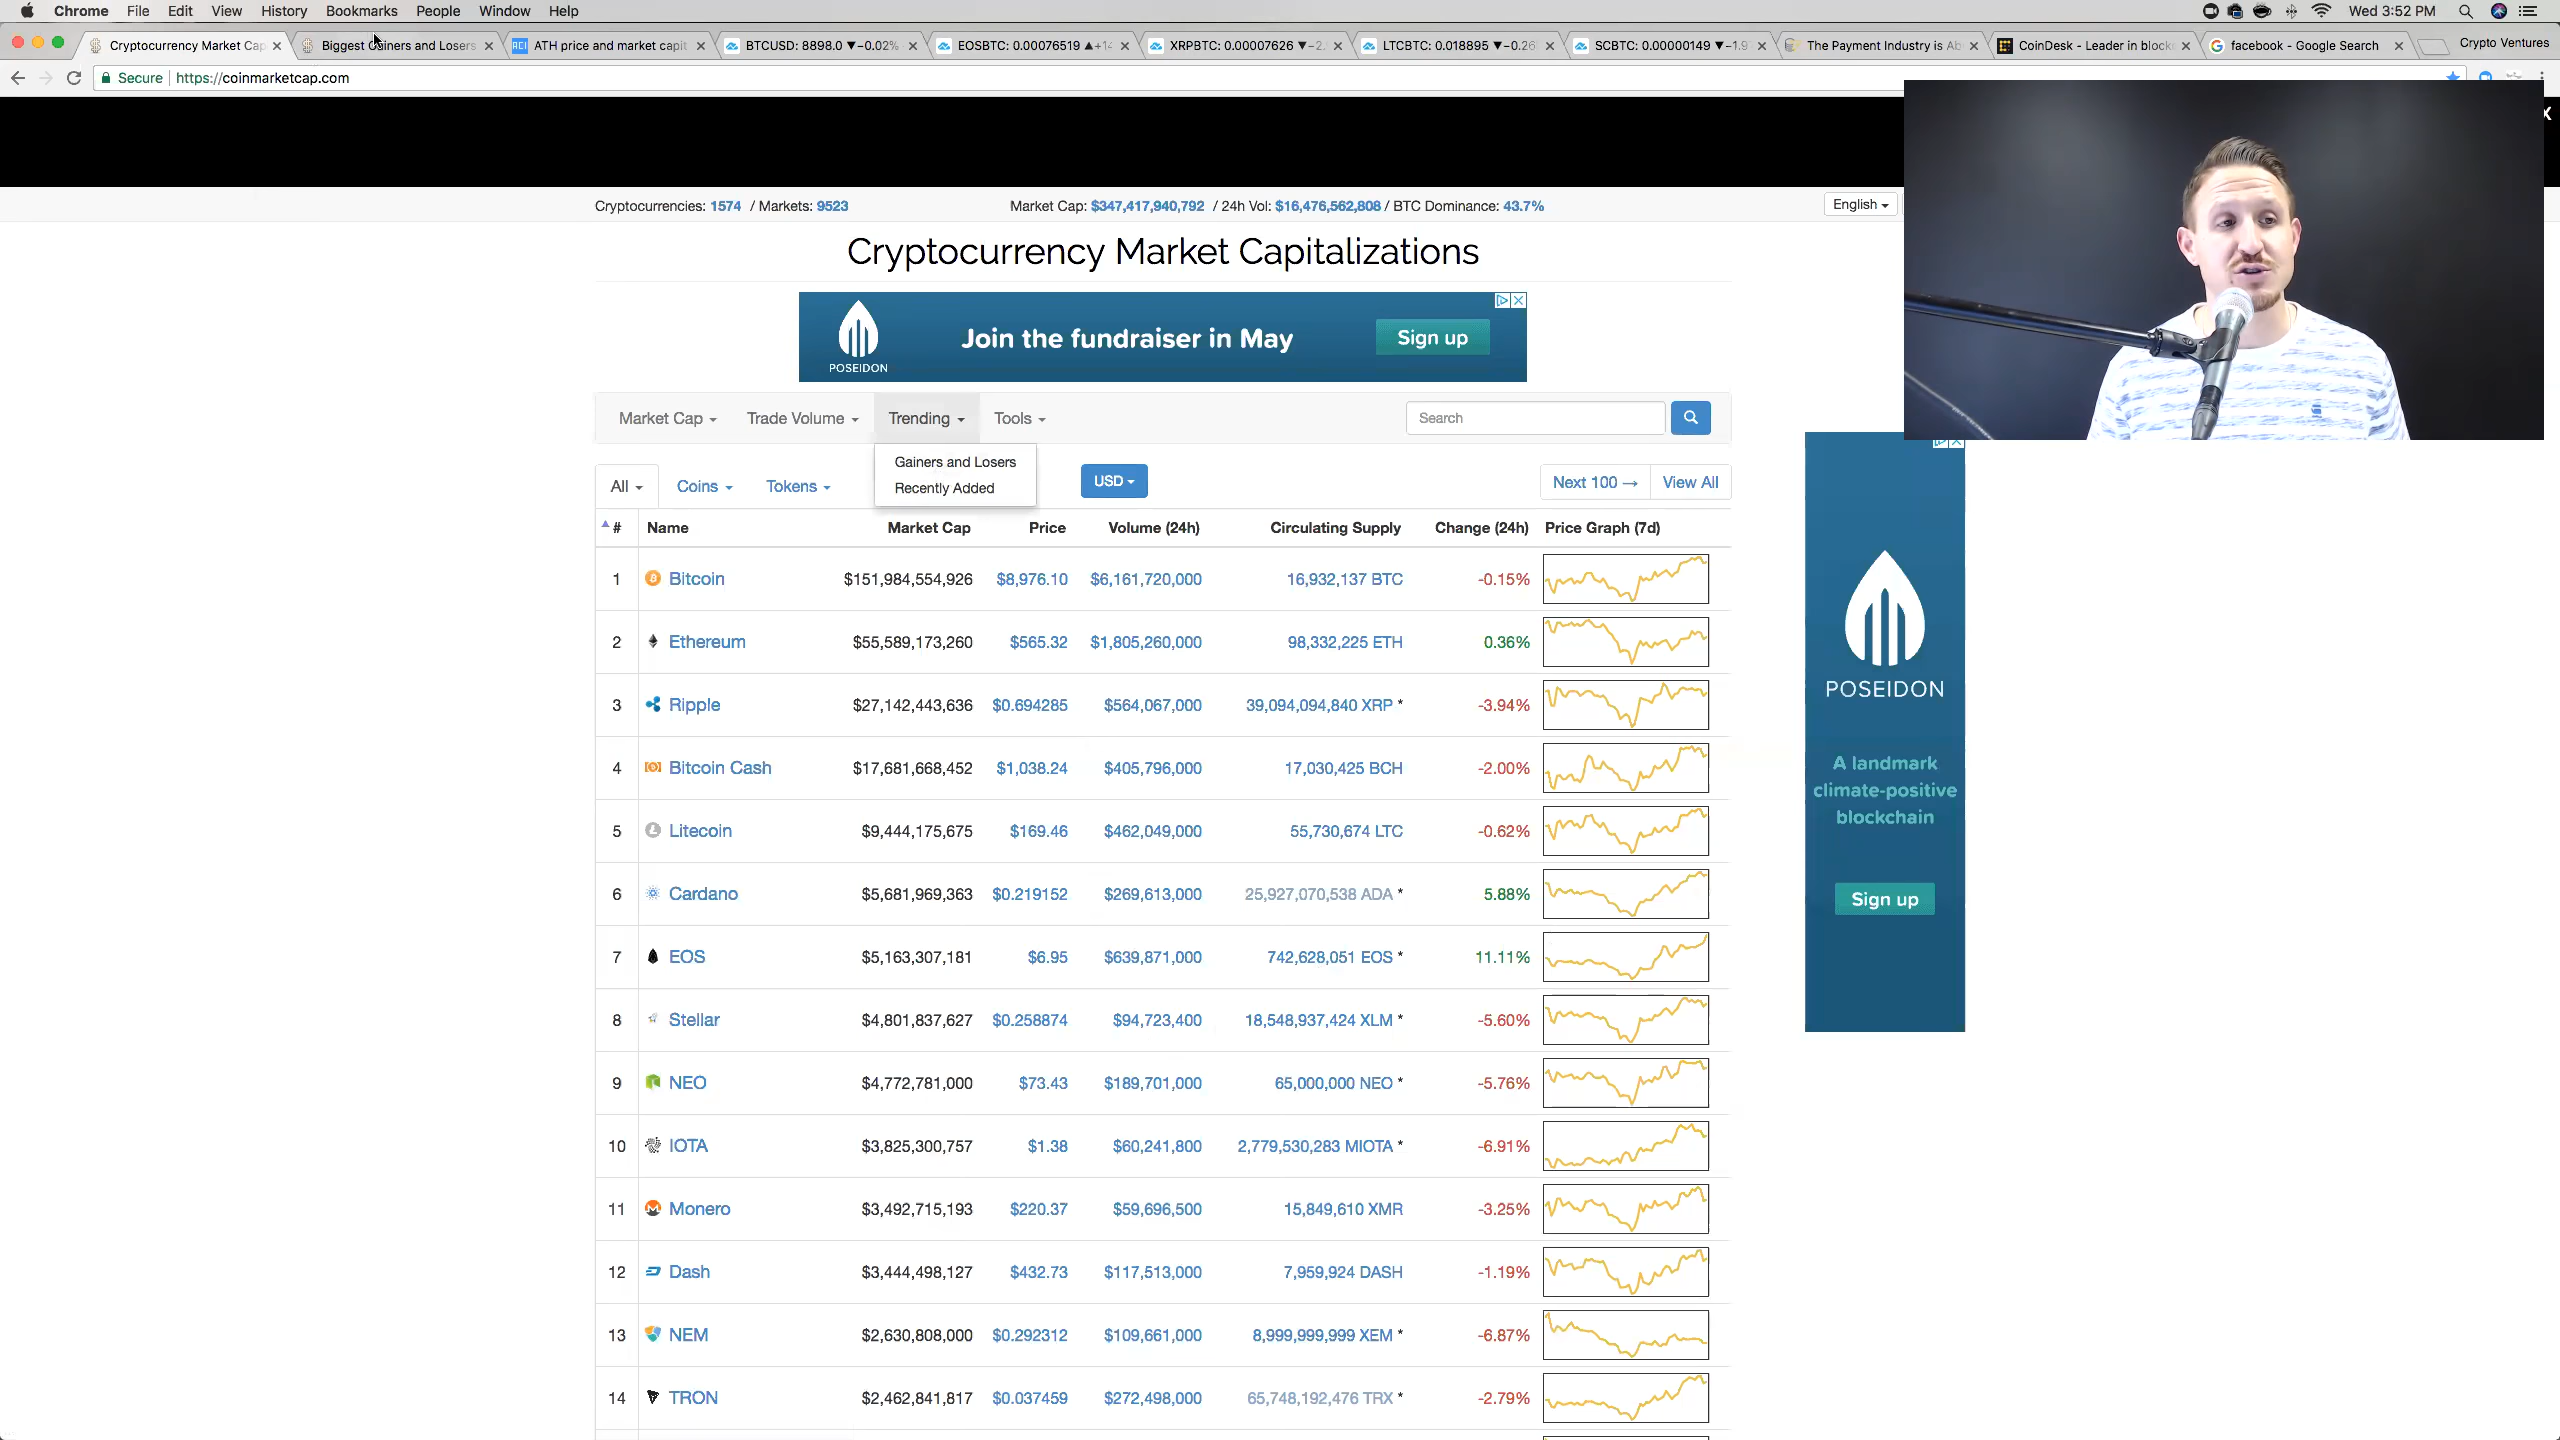 Chrome File Edit View History Bookmarks People Window Help Wed 3:52 PM
Cryptocurrency Market Cap Biggest Gainers and Losers ATH price and market capit BTCUSD: 8898.0 ▼−0.02% EOSBTC: 0.00076519 ▲+14 XRPBTC: 0.00007626 ▼−2. LTCBTC: 0.018895 ▼−0.26 SCBTC: 0.00000149 ▼−1.9 The Payment Industry is Ab CoinDesk - Leader in block facebook - Google Search Crypto Ventures
Secure https://coinmarketcap.com
Cryptocurrencies: 1574 / Markets: 9523 Market Cap: $347,417,940,792 / 24h Vol: $16,476,562,808 / BTC Dominance: 43.7% English
Cryptocurrency Market Capitalizations
POSEIDON Join the fundraiser in May Sign up
Market Cap Trade Volume Trending Tools Search
Gainers and Losers
Recently Added
All Coins Tokens USD Next 100 → View All
# Name Market Cap Price Volume (24h) Circulating Supply Change (24h) Price Graph (7d)
1 Bitcoin $151,984,554,926 $8,976.10 $6,161,720,000 16,932,137 BTC -0.15%
2 Ethereum $55,589,173,260 $565.32 $1,805,260,000 98,332,225 ETH 0.36%
3 Ripple $27,142,443,636 $0.694285 $564,067,000 39,094,094,840 XRP * -3.94%
4 Bitcoin Cash $17,681,668,452 $1,038.24 $405,796,000 17,030,425 BCH -2.00%
5 Litecoin $9,444,175,675 $169.46 $462,049,000 55,730,674 LTC -0.62%
6 Cardano $5,681,969,363 $0.219152 $269,613,000 25,927,070,538 ADA * 5.88%
7 EOS $5,163,307,181 $6.95 $639,871,000 742,628,051 EOS * 11.11%
8 Stellar $4,801,837,627 $0.258874 $94,723,400 18,548,937,424 XLM * -5.60%
9 NEO $4,772,781,000 $73.43 $189,701,000 65,000,000 NEO * -5.76%
10 IOTA $3,825,300,757 $1.38 $60,241,800 2,779,530,283 MIOTA * -6.91%
11 Monero $3,492,715,193 $220.37 $59,696,500 15,849,610 XMR -3.25%
12 Dash $3,444,498,127 $432.73 $117,513,000 7,959,924 DASH -1.19%
13 NEM $2,630,808,000 $0.292312 $109,661,000 8,999,999,999 XEM * -6.87%
14 TRON $2,462,841,817 $0.037459 $272,498,000 65,748,192,476 TRX * -2.79%
POSEIDON
A landmark
climate-positive
blockchain
Sign up